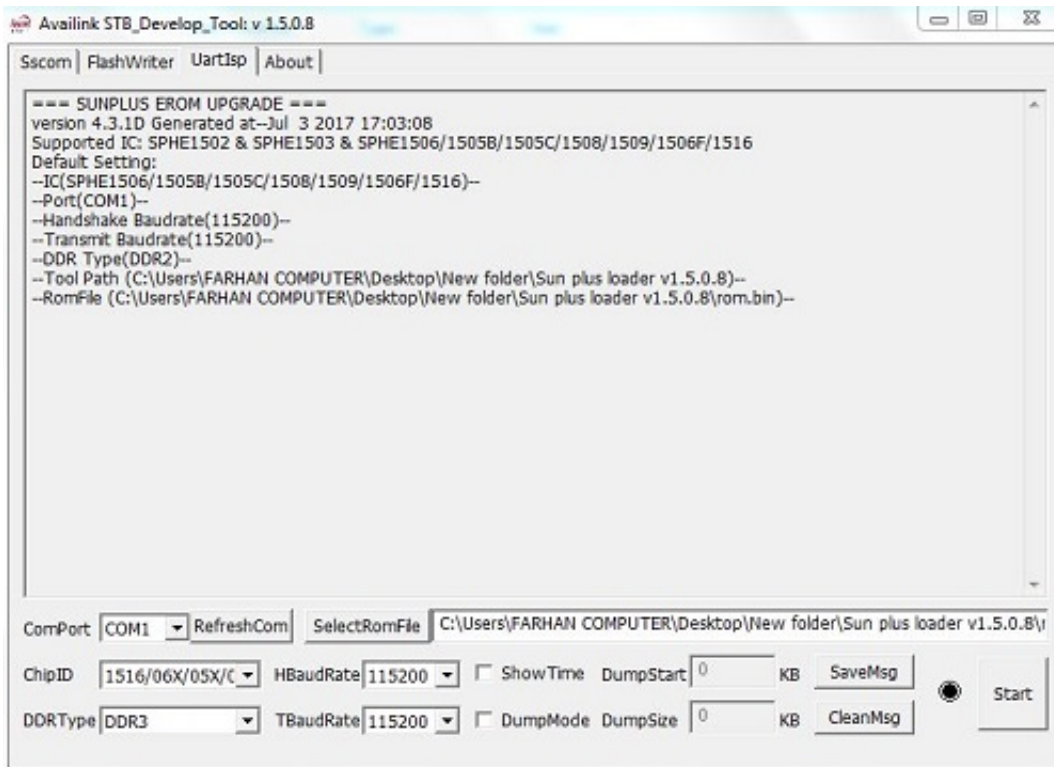 Availink STB_Develop_Tool: v 1.5.0.8
Sscom FlashWriter UartIsp About
=== SUNPLUS EROM UPGRADE ===
version 4.3.1D Generated at--Jul 3 2017 17:03:08
Supported IC: SPHE1502 & SPHE1503 & SPHE1506/1505B/1505C/1508/1509/1506F/1516
Default Setting:
--IC(SPHE1506/1505B/1505C/1508/1509/1506F/1516)--
--Port(COM1)--
--Handshake Baudrate(115200)--
--Transmit Baudrate(115200)--
--DDR Type(DDR2)--
--Tool Path (C:\Users\FARHAN COMPUTER\Desktop\New folder\Sun plus loader v1.5.0.8)--
--RomFile (C:\Users\FARHAN COMPUTER\Desktop\New folder\Sun plus loader v1.5.0.8\rom.bin)--
ComPort COM1 RefreshCom SelectRomFile C:\Users\FARHAN COMPUTER\Desktop\New folder\Sun plus loader v1.5.0.8\
ChipID 1516/06X/05X/ HBaudRate 115200 ShowTime DumpStart 0 KB SaveMsg Start
DDRType DDR3 TBaudRate 115200 DumpMode DumpSize 0 KB CleanMsg